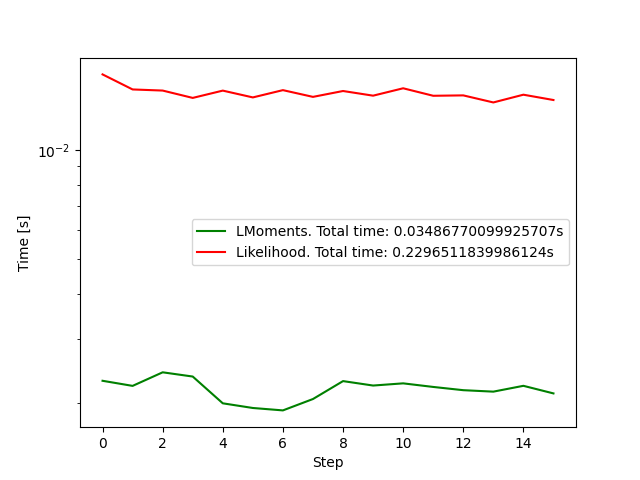 10⁻²
Time [s]
LMoments. Total time: 0.03486770099925707s
Likelihood. Total time: 0.2296511839986124s
0 2 4 6 8 10 12 14
Step